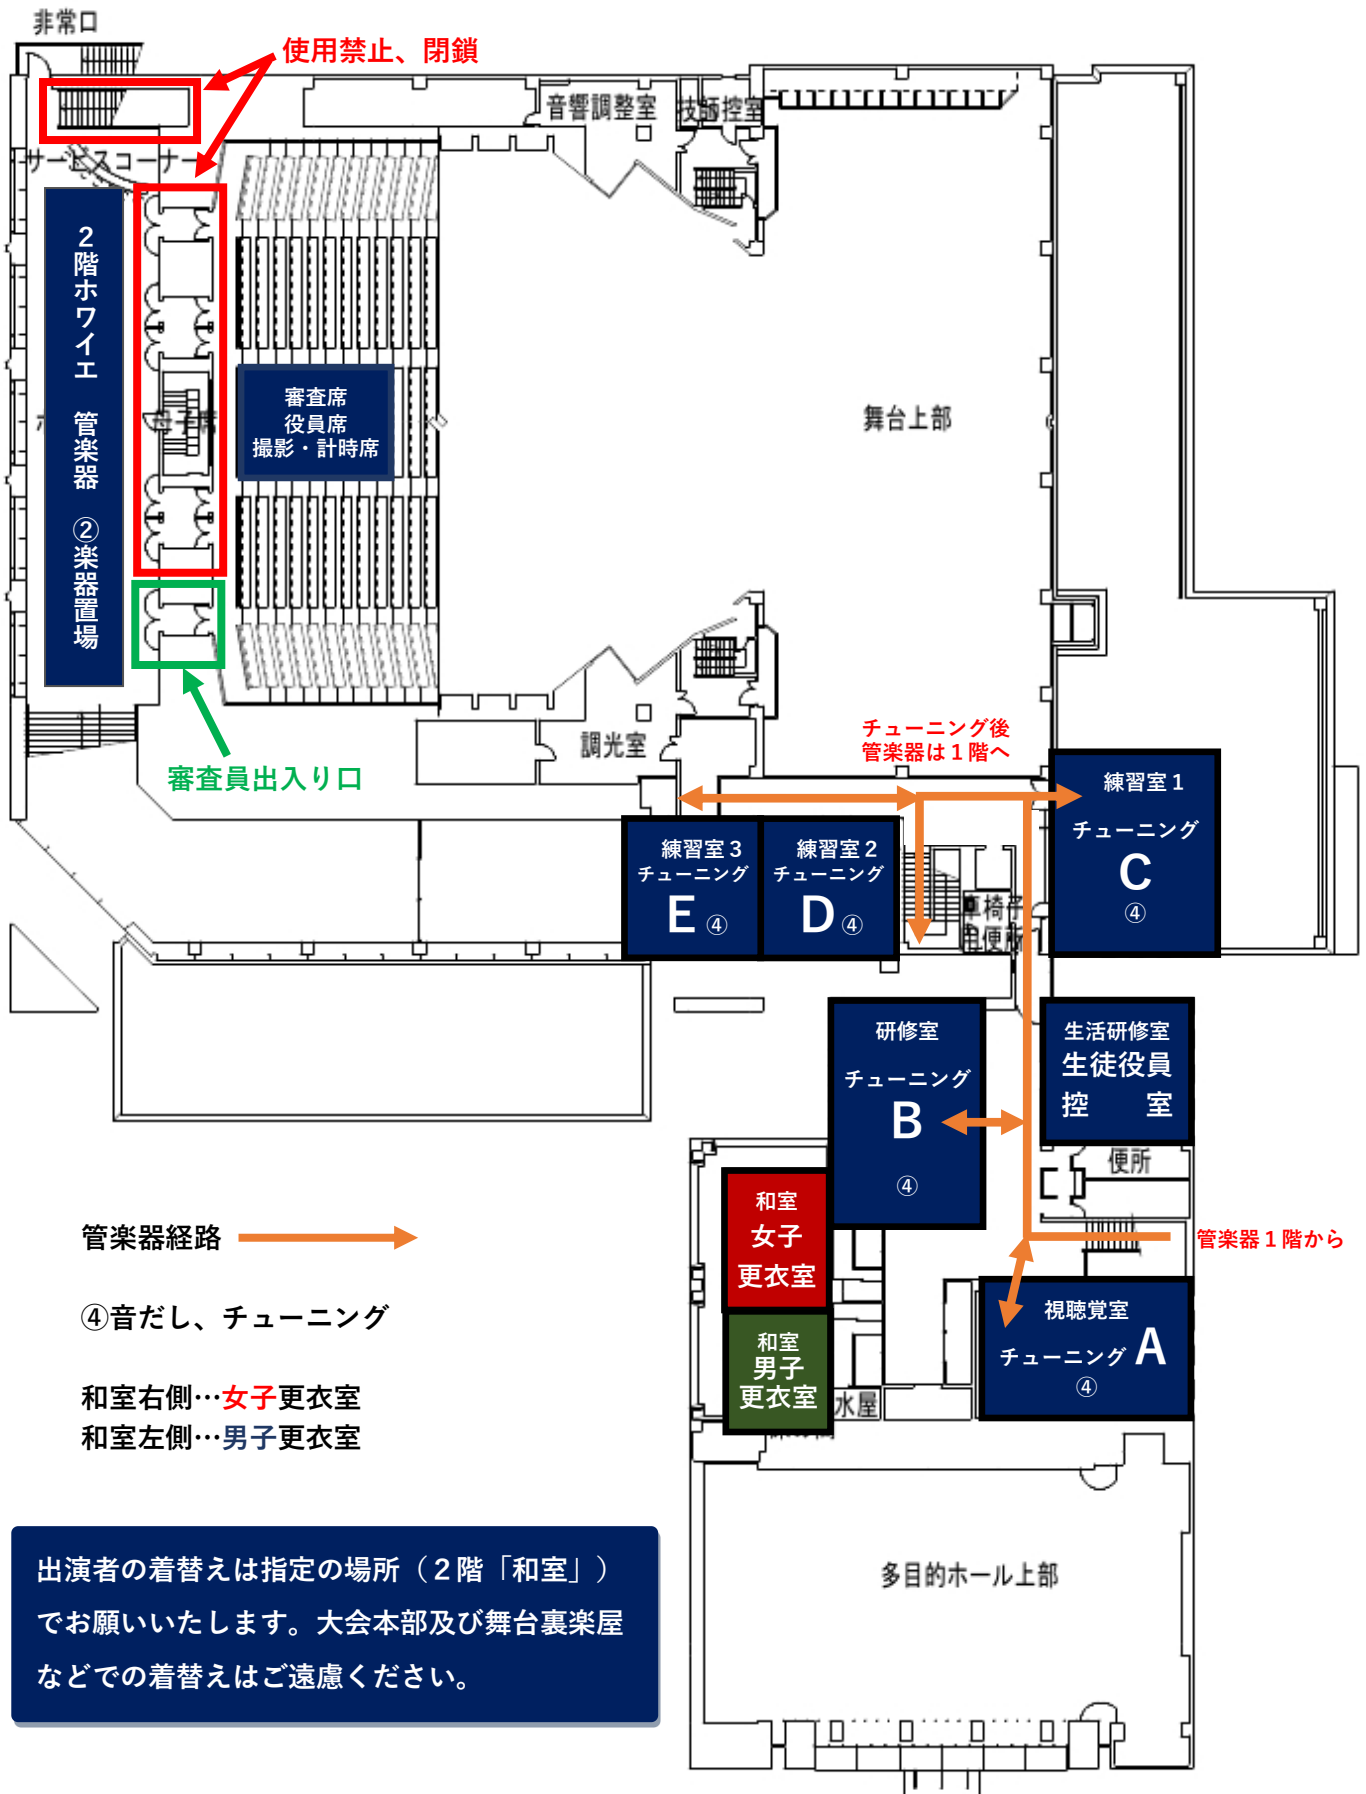 非常口
使用禁止、閉鎖
音響調整室
技師控室
サービスコーナー
2階ホワイエ　管楽器　②楽器置場
母子席
審査席
役員席
撮影・計時席
舞台上部
調光室
審査員出入り口
チューニング後
管楽器は１階へ
練習室１
チューニング
C
④
練習室３
チューニング
E ④
練習室２
チューニング
D ④
車椅子
用便所
研修室
チューニング
B
④
生活研修室
生徒役員
控　室
便所
管楽器１階から
和室
女子
更衣室
和室
男子
更衣室
水屋
視聴覚室
チューニング A
④
管楽器経路
④音だし、チューニング
和室右側…女子更衣室
和室左側…男子更衣室
出演者の着替えは指定の場所（２階「和室」）
でお願いいたします。大会本部及び舞台裏楽屋
などでの着替えはご遠慮ください。
多目的ホール上部